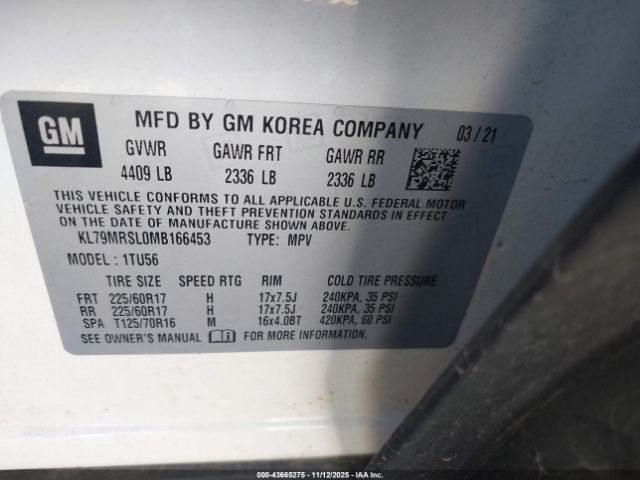 GM
MFD BY GM KOREA COMPANY 03 / 21
GVWR GAWR FRT GAWR RR
4409 LB 2336 LB 2336 LB
THIS VEHICLE CONFORMS TO ALL APPLICABLE U.S. FEDERAL MOTOR
VEHICLE SAFETY AND THEFT PREVENTION STANDARDS IN EFFECT
ON THE DATE OF MANUFACTURE SHOWN ABOVE.
KL79MRSL0MB166453 TYPE: MPV
MODEL : 1TU56
TIRE SIZE SPEED RTG RIM COLD TIRE PRESSURE
FRT 225/60R17 H 17x7.5J 240KPA, 35 PSI
RR 225/60R17 H 17x7.5J 240KPA, 35 PSI
SPA T125/70R16 M 16x4.0BT 420KPA, 60 PSI
SEE OWNER'S MANUAL FOR MORE INFORMATION
000-43665275 - 11/12/2025 - iaai.com